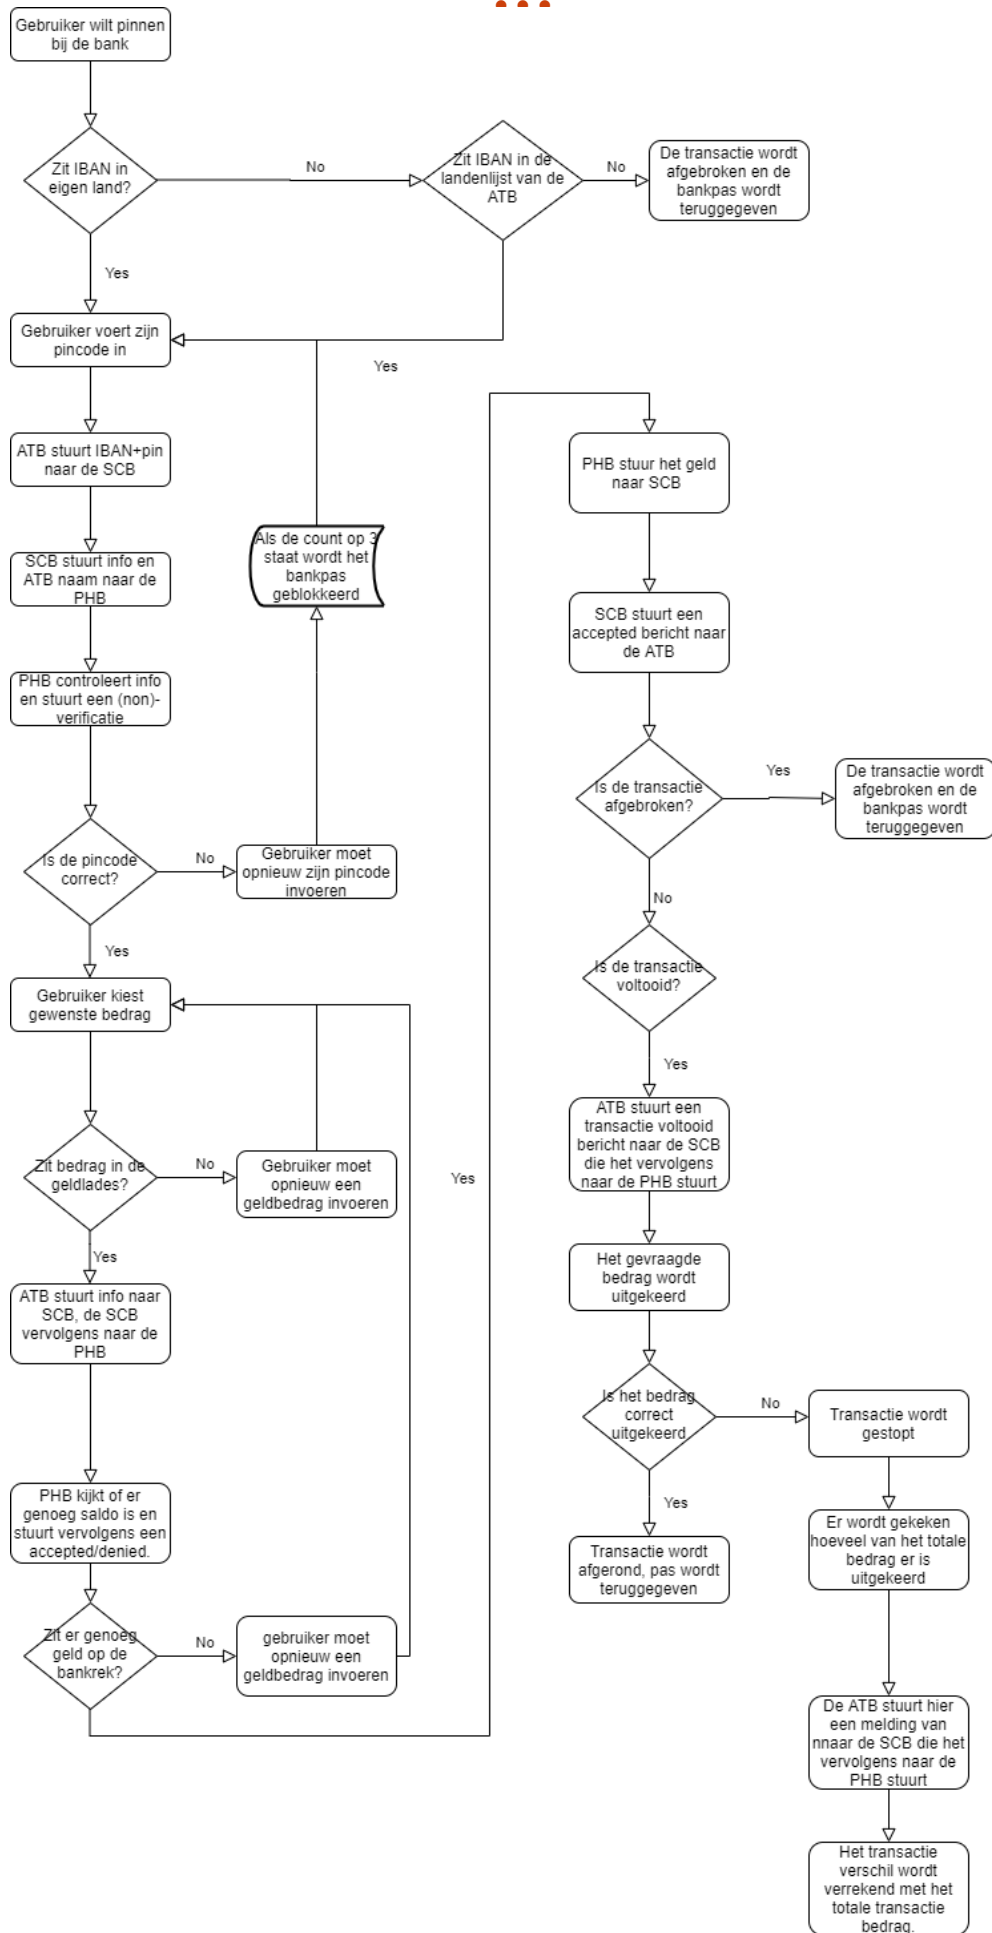 Gebruiker wilt pinnen
bij de bank
Zit IBAN in
eigen land?
No
Zit IBAN in de
landenlijst van de
ATB
No
De transactie wordt
afgebroken en de
bankpas wordt
teruggegeven
Yes
Gebruiker voert zijn
pincode in
Yes
ATB stuurt IBAN+pin
naar de SCB
SCB stuurt info en
ATB naam naar de
PHB
Als de count op 3
staat wordt het
bankpas
geblokkeerd
PHB controleert info
en stuurt een (non)-
verificatie
Is de pincode
correct?
No
Gebruiker moet
opnieuw zijn pincode
invoeren
Yes
Gebruiker kiest
gewenste bedrag
Zit bedrag in de
geldlades?
No
Gebruiker moet
opnieuw een
geldbedrag invoeren
Yes
ATB stuurt info naar
SCB, de SCB
vervolgens naar de
PHB
PHB kijkt of er
genoeg saldo is en
stuurt vervolgens een
accepted/denied.
Zit er genoeg
geld op de
bankrek?
No
gebruiker moet
opnieuw een
geldbedrag invoeren
Yes
PHB stuur het geld
naar SCB
SCB stuurt een
accepted bericht naar
de ATB
Is de transactie
afgebroken?
Yes
De transactie wordt
afgebroken en de
bankpas wordt
teruggegeven
No
Is de transactie
voltooid?
Yes
ATB stuurt een
transactie voltooid
bericht naar de SCB
die het vervolgens
naar de PHB stuurt
Het gevraagde
bedrag wordt
uitgekeerd
Is het bedrag
correct
uitgekeerd
No
Transactie wordt
gestopt
Yes
Transactie wordt
afgerond, pas wordt
teruggegeven
Er wordt gekeken
hoeveel van het totale
bedrag er is
uitgekeerd
De ATB stuurt hier
een melding van
nnaar de SCB die het
vervolgens naar de
PHB stuurt
Het transactie
verschil wordt
verrekend met het
totale transactie
bedrag.